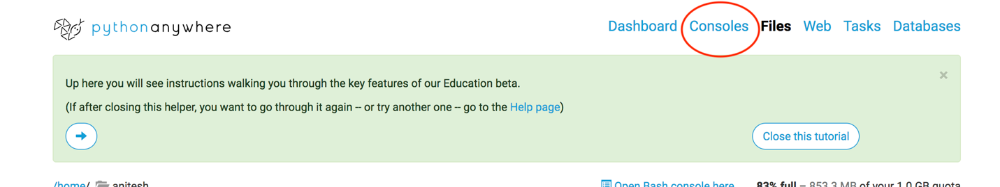 pythonanywhere
Dashboard Consoles Files Web Tasks Databases
Up here you will see instructions walking you through the key features of our Education beta.
(If after closing this helper, you want to go through it again -- or try another one -- go to the Help page)
Close this tutorial
/home/ anitesh
Open Bash console here 83% full – 853.3 MB of your 1.0 GB quota